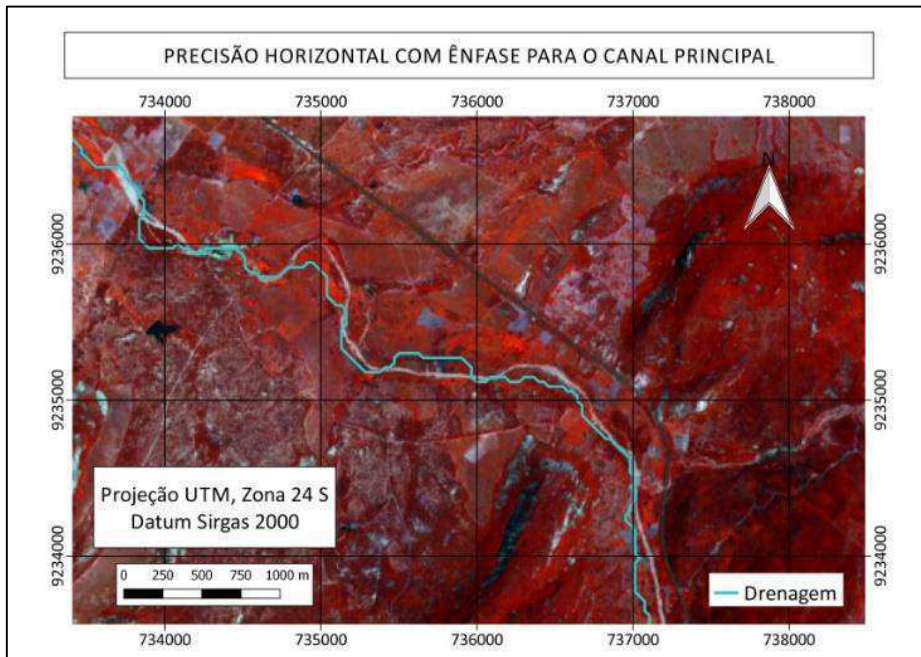 PRECISÃO HORIZONTAL COM ÊNFASE PARA O CANAL PRINCIPAL
734000 735000 736000 737000 738000
N
9236000 9236000
9235000 9235000
9234000 9234000
Projeção UTM, Zona 24 S
Datum Sirgas 2000
0 250 500 750 1000 m
Drenagem
734000 735000 736000 737000 738000